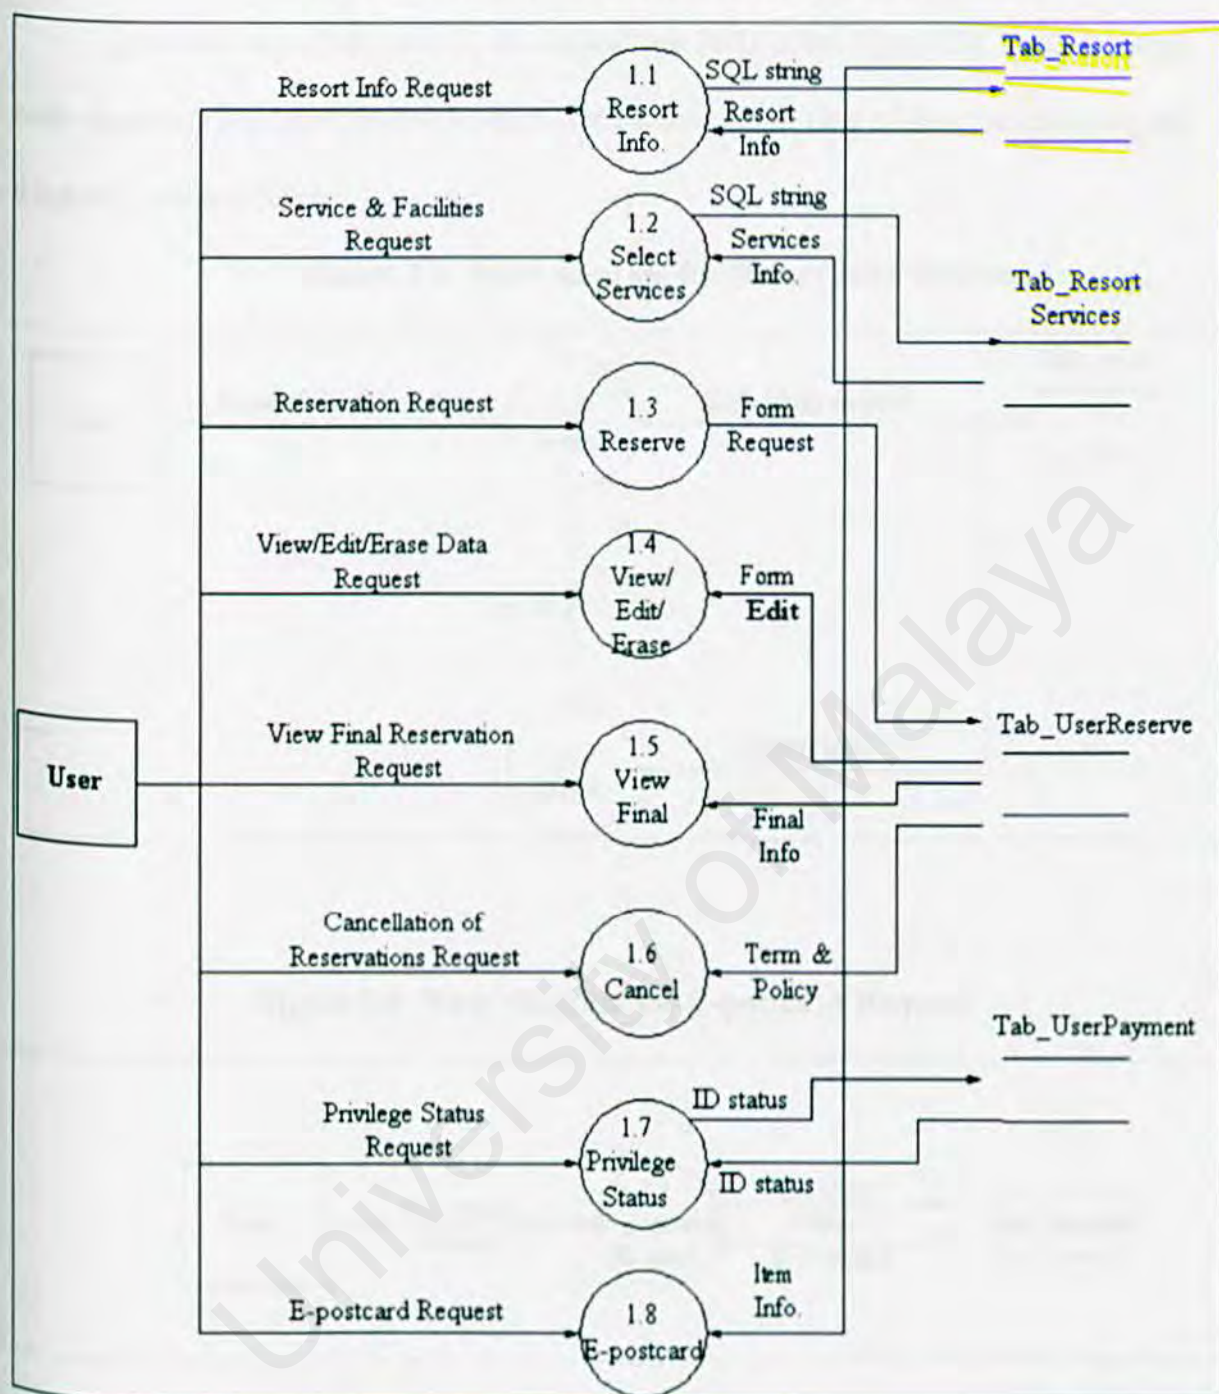 Tab_Resort
Resort Info Request
1.1
Resort
Info.
SQL string
Resort
Info
Service & Facilities
Request
1.2
Select
Services
SQL string
Services
Info.
Tab_Resort
Services
Reservation Request
1.3
Reserve
Form
Request
View/Edit/Erase Data
Request
1.4
View/
Edit/
Erase
Form
Edit
User
View Final Reservation
Request
1.5
View
Final
Final
Info
Tab_UserReserve
Cancellation of
Reservations Request
1.6
Cancel
Term &
Policy
Tab_UserPayment
Privilege Status
Request
1.7
Privilege
Status
ID status
ID status
E-postcard Request
1.8
E-postcard
Item
Info.
University of Malaya